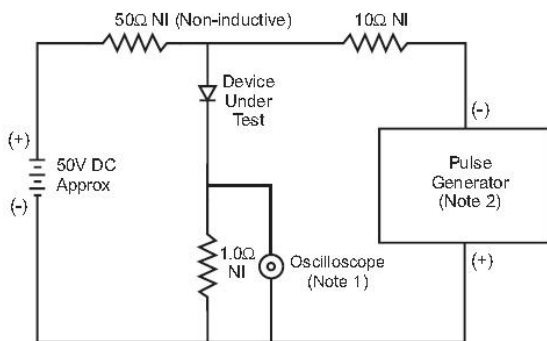 50Ω NI (Non-inductive)
10Ω NI
Device
Under
Test
(+)
50V DC
Approx
(-)
(-)
Pulse
Generator
(Note 2)
(+)
1.0Ω
NI
Oscilloscope
(Note 1)